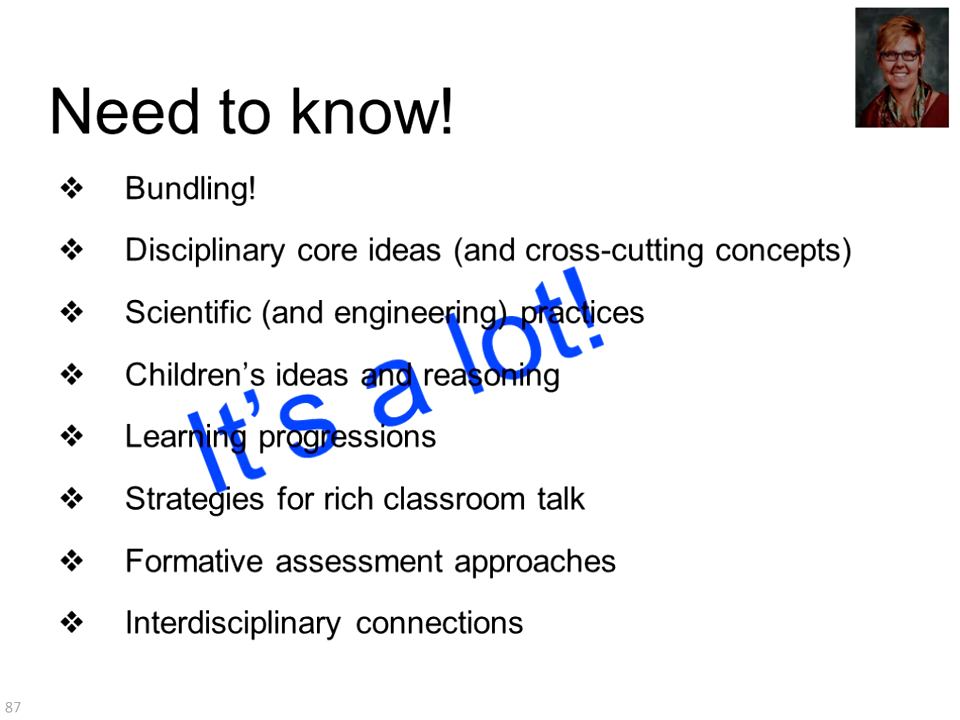 Need to know!
❖ Bundling!
❖ Disciplinary core ideas (and cross-cutting concepts)
❖ Scientific (and engineering) practices
❖ Children’s ideas and reasoning
❖ Learning progressions
❖ Strategies for rich classroom talk
❖ Formative assessment approaches
❖ Interdisciplinary connections
It’s a lot!
87